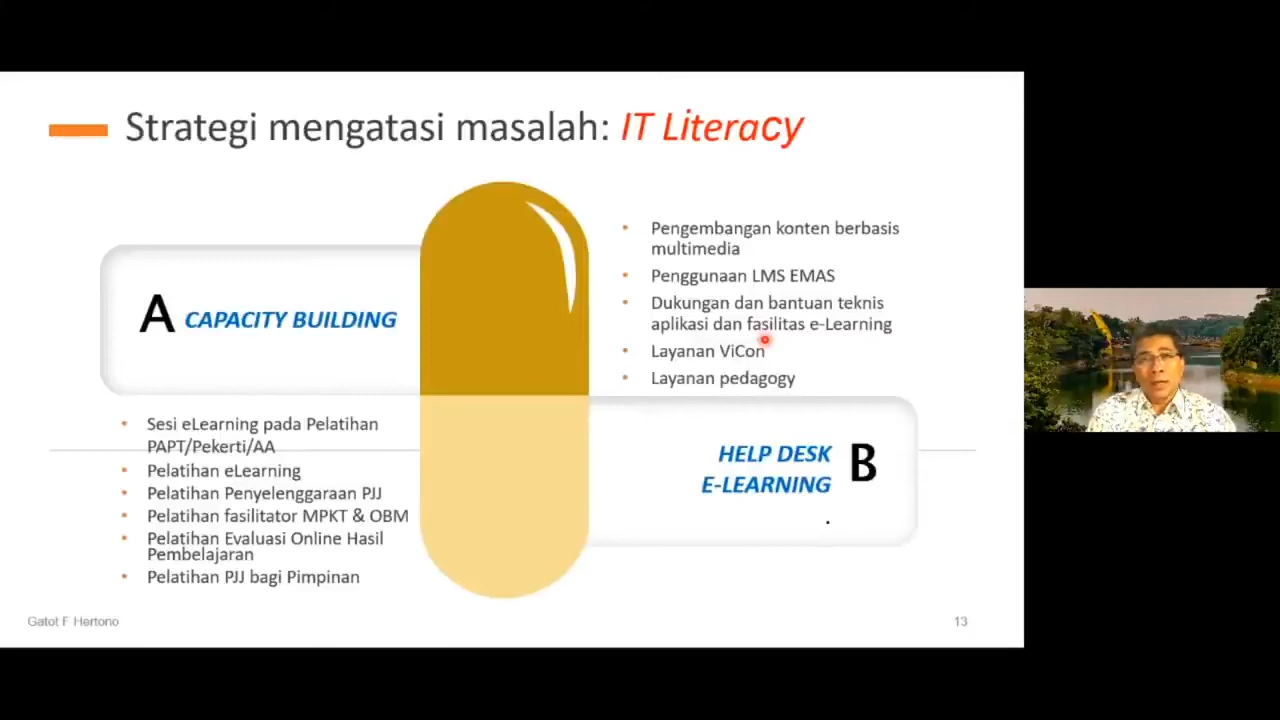 Strategi mengatasi masalah: IT Literacy
A CAPACITY BUILDING
• Sesi eLearning pada Pelatihan
PAPT/Pekerti/AA
• Pelatihan eLearning
• Pelatihan Penyelenggaraan PJJ
• Pelatihan fasilitator MPKT & OBM
• Pelatihan Evaluasi Online Hasil
Pembelajaran
• Pelatihan PJJ bagi Pimpinan
• Pengembangan konten berbasis
multimedia
• Penggunaan LMS EMAS
• Dukungan dan bantuan teknis
aplikasi dan fasilitas e-Learning
• Layanan ViCon
• Layanan pedagogy
HELP DESK B
E-LEARNING
.
Gatot F Hertono
13